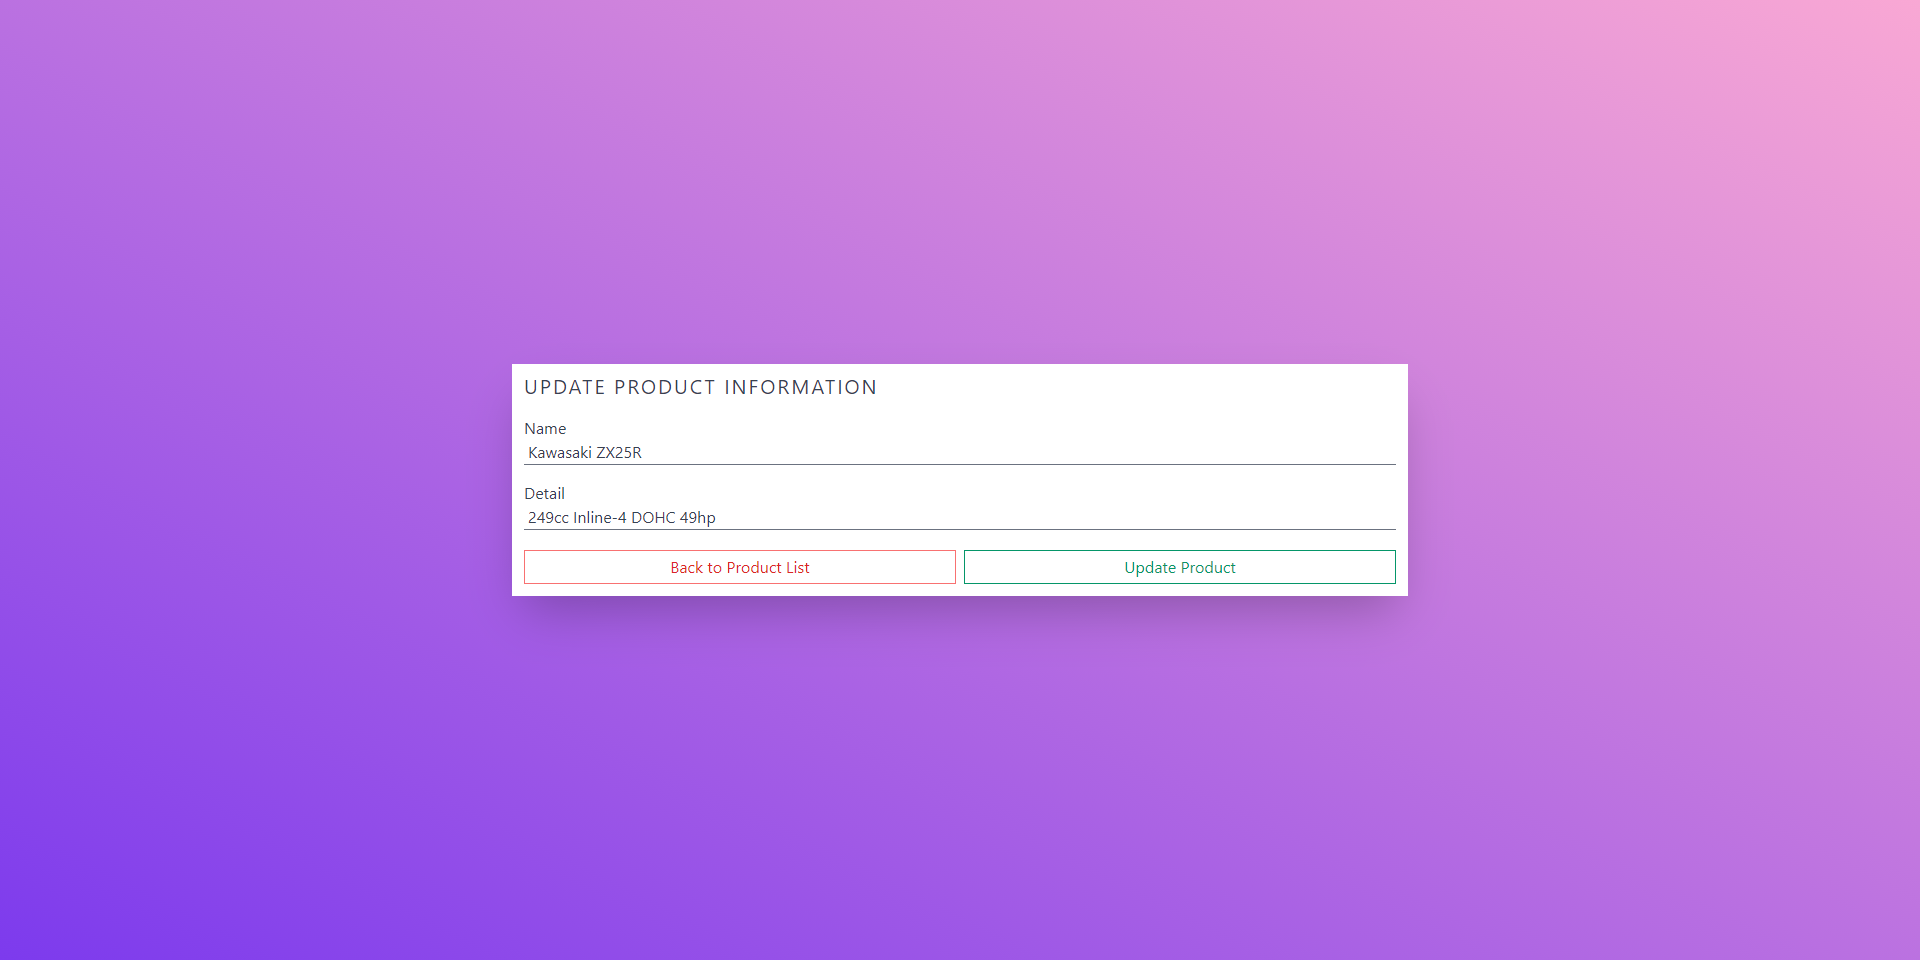 UPDATE PRODUCT INFORMATION
Name
Kawasaki ZX25R
Detail
249cc Inline-4 DOHC 49hp
Back to Product List
Update Product